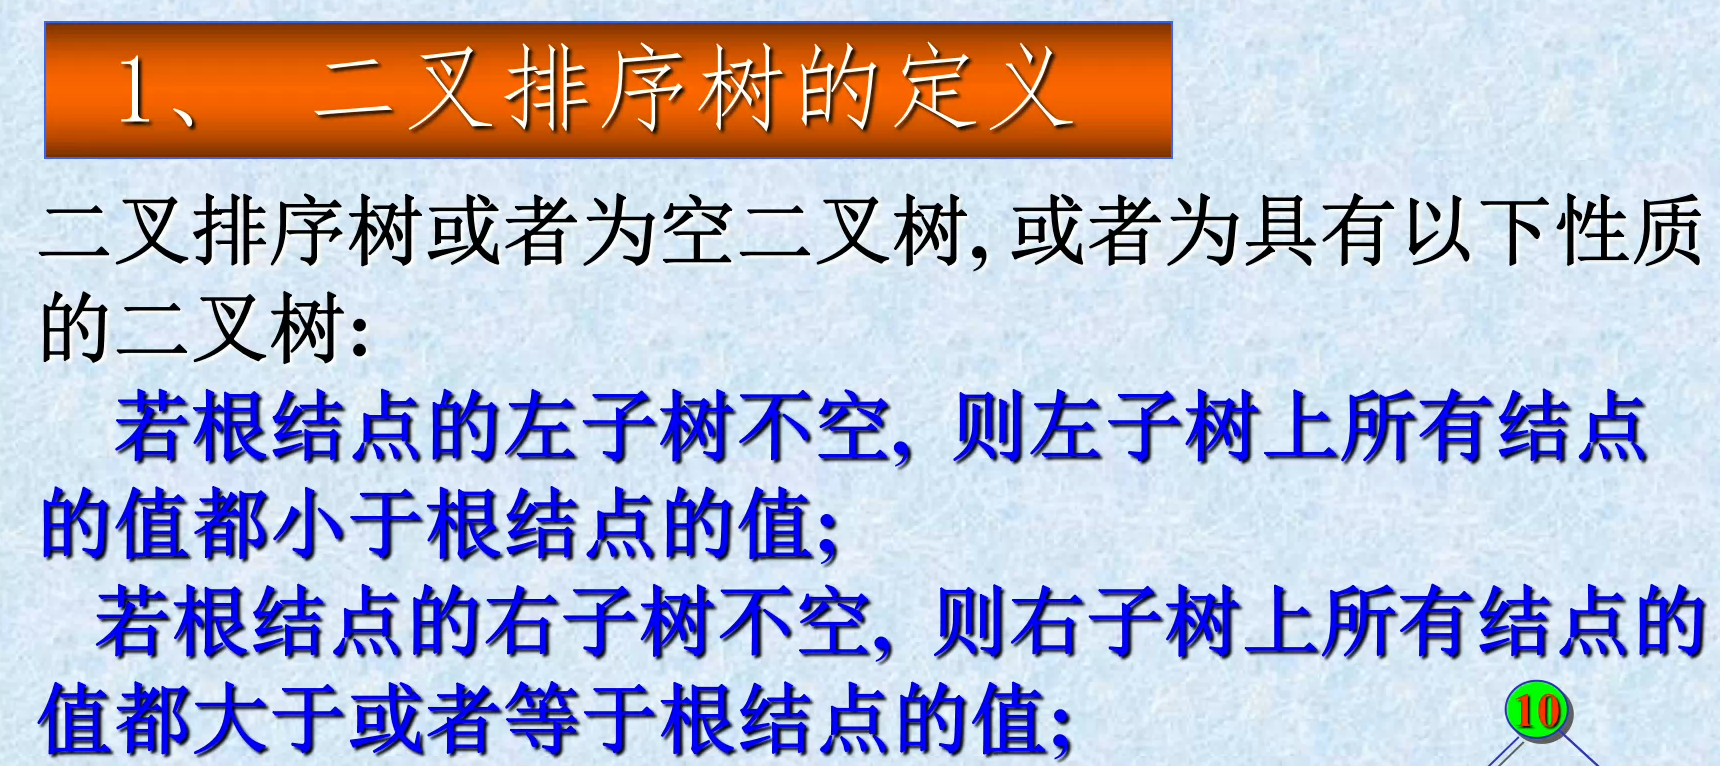 1、 二叉排序树的定义
二叉排序树或者为空二叉树, 或者为具有以下性质
的二叉树:
若根结点的左子树不空, 则左子树上所有结点
的值都小于根结点的值;
若根结点的右子树不空, 则右子树上所有结点的
值都大于或者等于根结点的值;
10